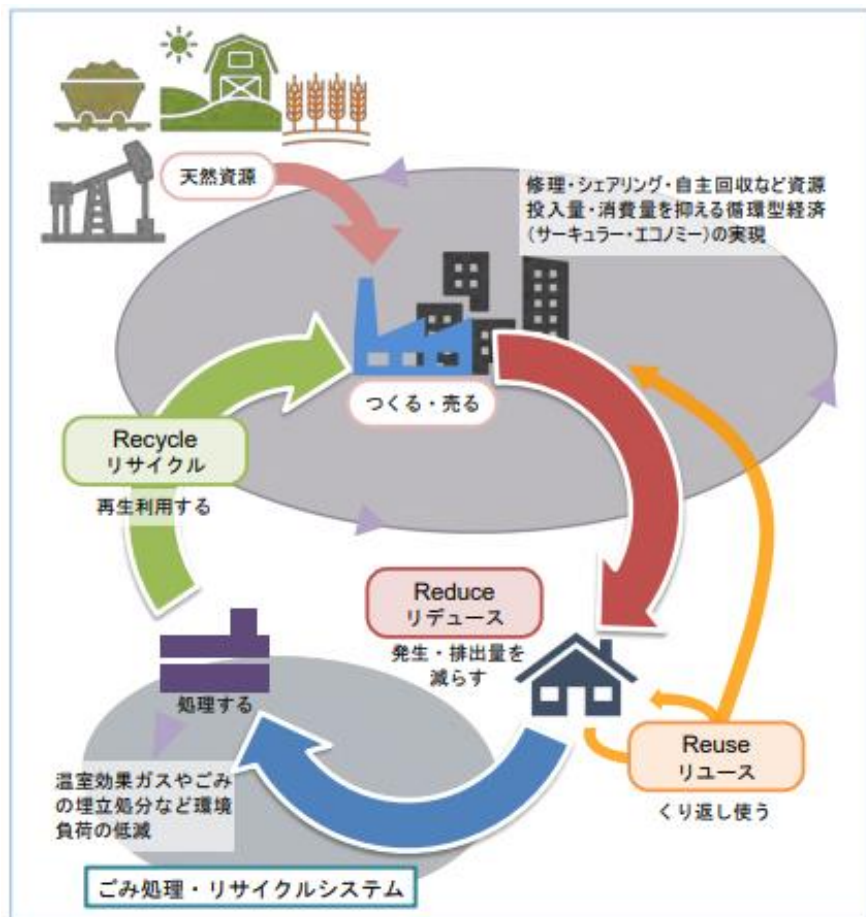 天然資源
修理・シェアリング・自主回収など資源
投入量・消費量を抑える循環型経済
（サーキュラー・エコノミー）の実現
つくる・売る
Recycle
リサイクル
再生利用する
Reduce
リデュース
発生・排出量を
減らす
処理する
Reuse
リユース
くり返し使う
温室効果ガスやごみ
の埋立処分など環境
負荷の低減
ごみ処理・リサイクルシステム